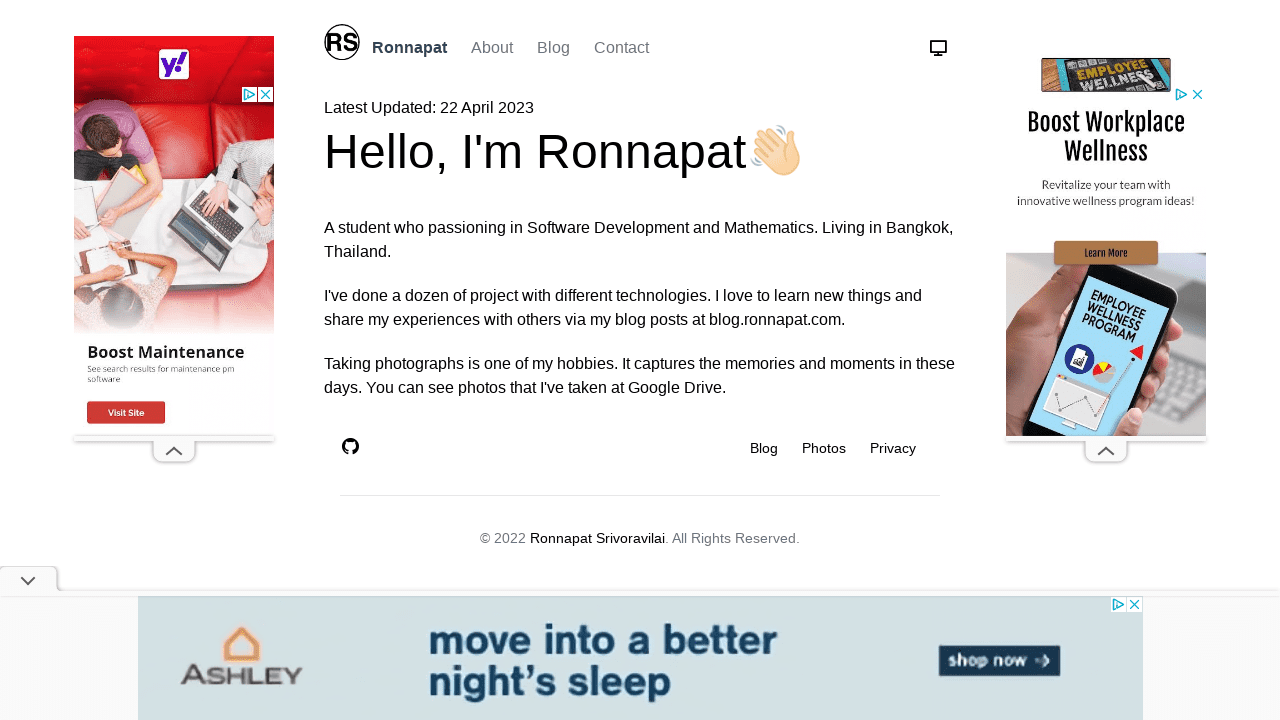 RS
Ronnapat
About
Blog
Contact
Latest Updated: 22 April 2023
Hello, I'm Ronnapat
A student who passioning in Software Development and Mathematics. Living in Bangkok,
Thailand.
I've done a dozen of project with different technologies. I love to learn new things and
share my experiences with others via my blog posts at blog.ronnapat.com.
Taking photographs is one of my hobbies. It captures the memories and moments in these
days. You can see photos that I've taken at Google Drive.
Blog
Photos
Privacy
© 2022 Ronnapat Srivoravilai. All Rights Reserved.
y!
Boost Maintenance
See search results for maintenance pm
software
Visit Site
EMPLOYEE
WELLNESS
Boost Workplace
Wellness
Revitalize your team with
innovative wellness program ideas!
Learn More
EMPLOYEE
WELLNESS
PROGRAM
ASHLEY
move into a better
night's sleep
shop now